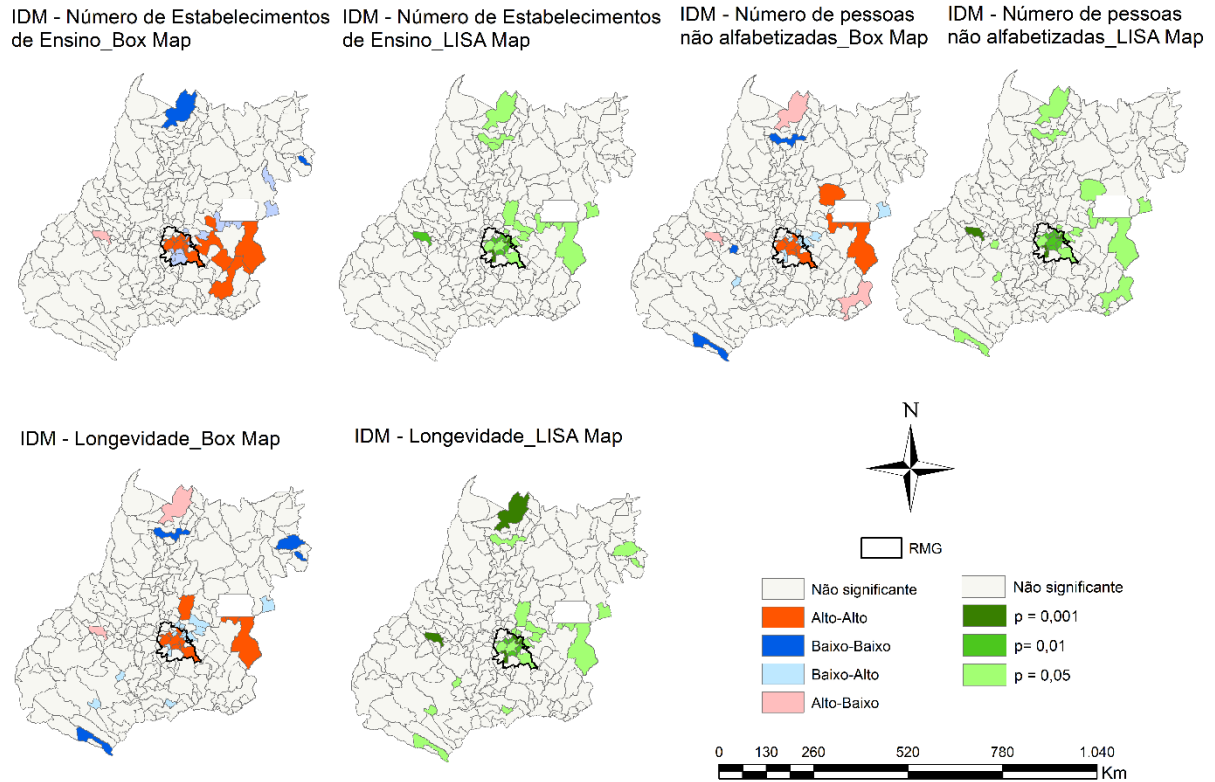 IDM - Número de Estabelecimentos
de Ensino_Box Map
IDM - Número de Estabelecimentos
de Ensino_LISA Map
IDM - Número de pessoas
não alfabetizadas_Box Map
IDM - Número de pessoas
não alfabetizadas_LISA Map
IDM - Longevidade_Box Map
IDM - Longevidade_LISA Map
N
RMG
Não significante
Alto-Alto
Baixo-Baixo
Baixo-Alto
Alto-Baixo
Não significante
p = 0,001
p= 0,01
p = 0,05
0 130 260 520 780 1.040
Km